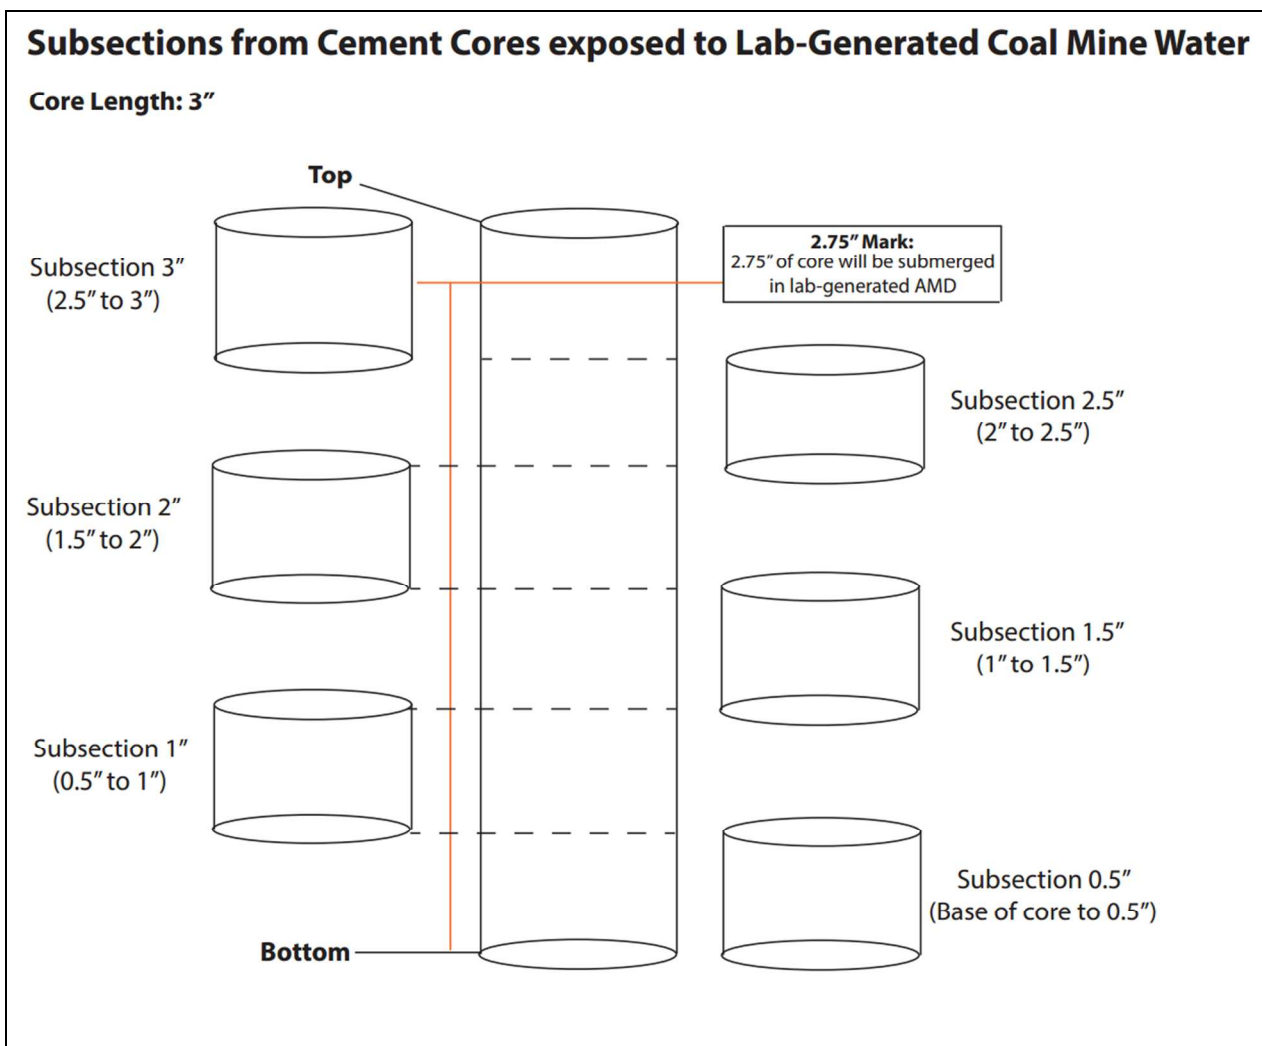 Subsections from Cement Cores exposed to Lab-Generated Coal Mine Water
Core Length: 3”
Top
Subsection 3”
(2.5” to 3”)
2.75” Mark:
2.75” of core will be submerged
in lab-generated AMD
Subsection 2.5”
(2” to 2.5”)
Subsection 2”
(1.5” to 2”)
Subsection 1.5”
(1” to 1.5”)
Subsection 1”
(0.5” to 1”)
Subsection 0.5”
(Base of core to 0.5”)
Bottom